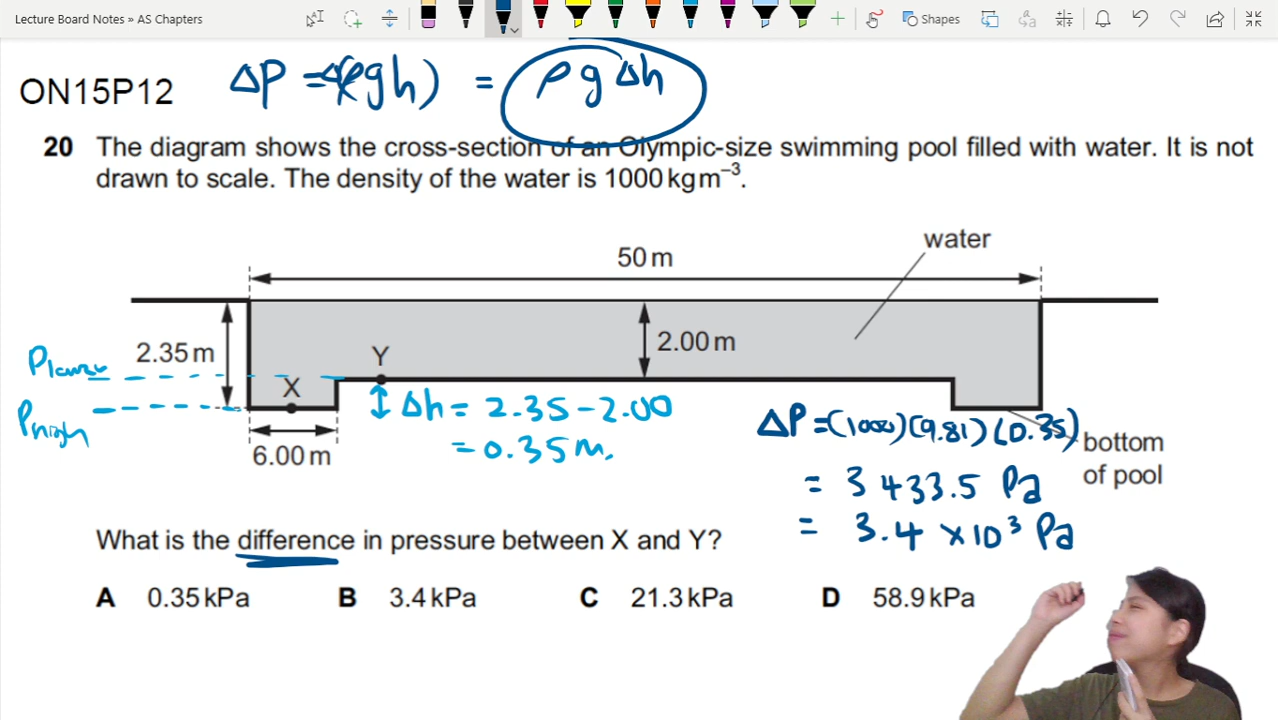 Lecture Board Notes » AS Chapters
Shapes
ON15P12
ΔP = Δ(ρgh) = ρgΔh
20 The diagram shows the cross-section of an Olympic-size swimming pool filled with water. It is not
drawn to scale. The density of the water is 1000 kg m⁻³.
water
50 m
2.35 m
2.00 m
Y
X
P lower
P high
Δh = 2.35 - 2.00
= 0.35 m.
6.00 m
ΔP = (1000)(9.81)(0.35)
= 3 433.5 Pa
= 3.4 × 10³ Pa
bottom
of pool
What is the difference in pressure between X and Y?
A 0.35 kPa B 3.4 kPa C 21.3 kPa D 58.9 kPa